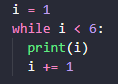 i = 1
while i < 6:
  print(i)
  i += 1